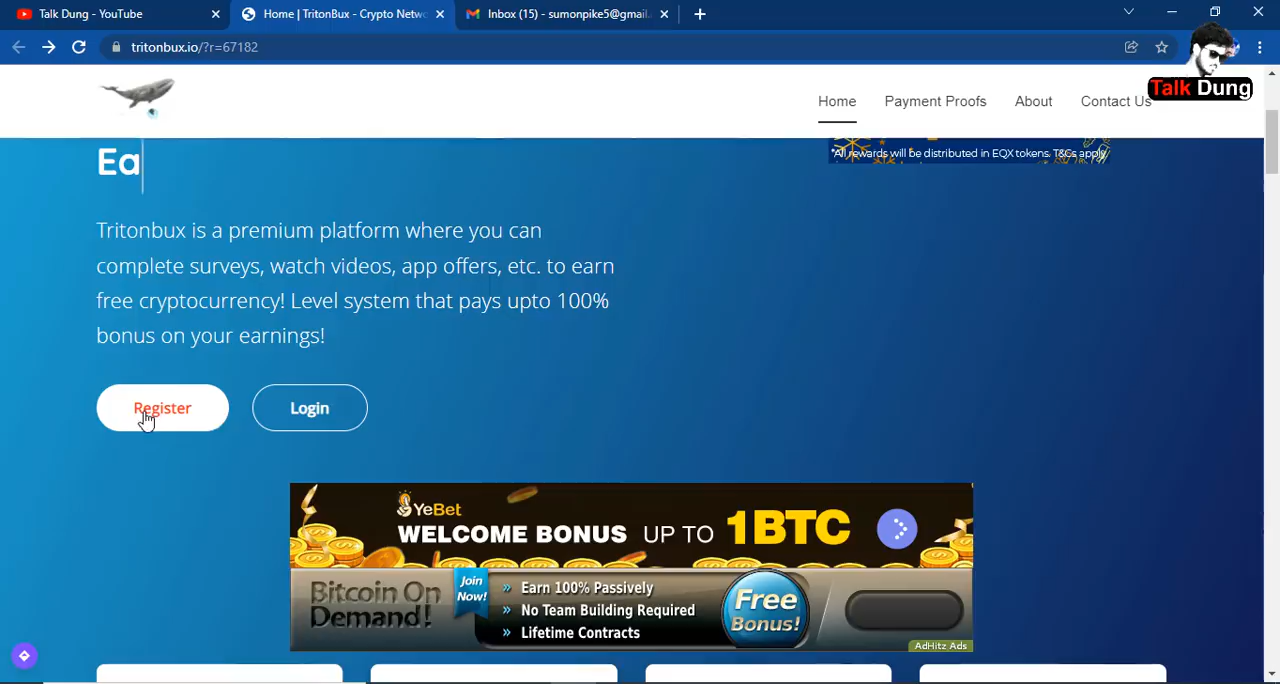 Talk Dung - YouTube
Home | TritonBux - Crypto Netwo
Inbox (15) - sumonpike5@gmail.
tritonbux.io/?r=67182
Talk Dung
Home
Payment Proofs
About
Contact Us
*All rewards will be distributed in EQX tokens. T&Cs apply.
Ea
Tritonbux is a premium platform where you can
complete surveys, watch videos, app offers, etc. to earn
free cryptocurrency! Level system that pays upto 100%
bonus on your earnings!
Register
Login
YeBet
WELCOME BONUS UP TO 1BTC
Bitcoin On
Demand!
Join
Now!
» Earn 100% Passively
» No Team Building Required
» Lifetime Contracts
Free
Bonus!
AdHitz Ads